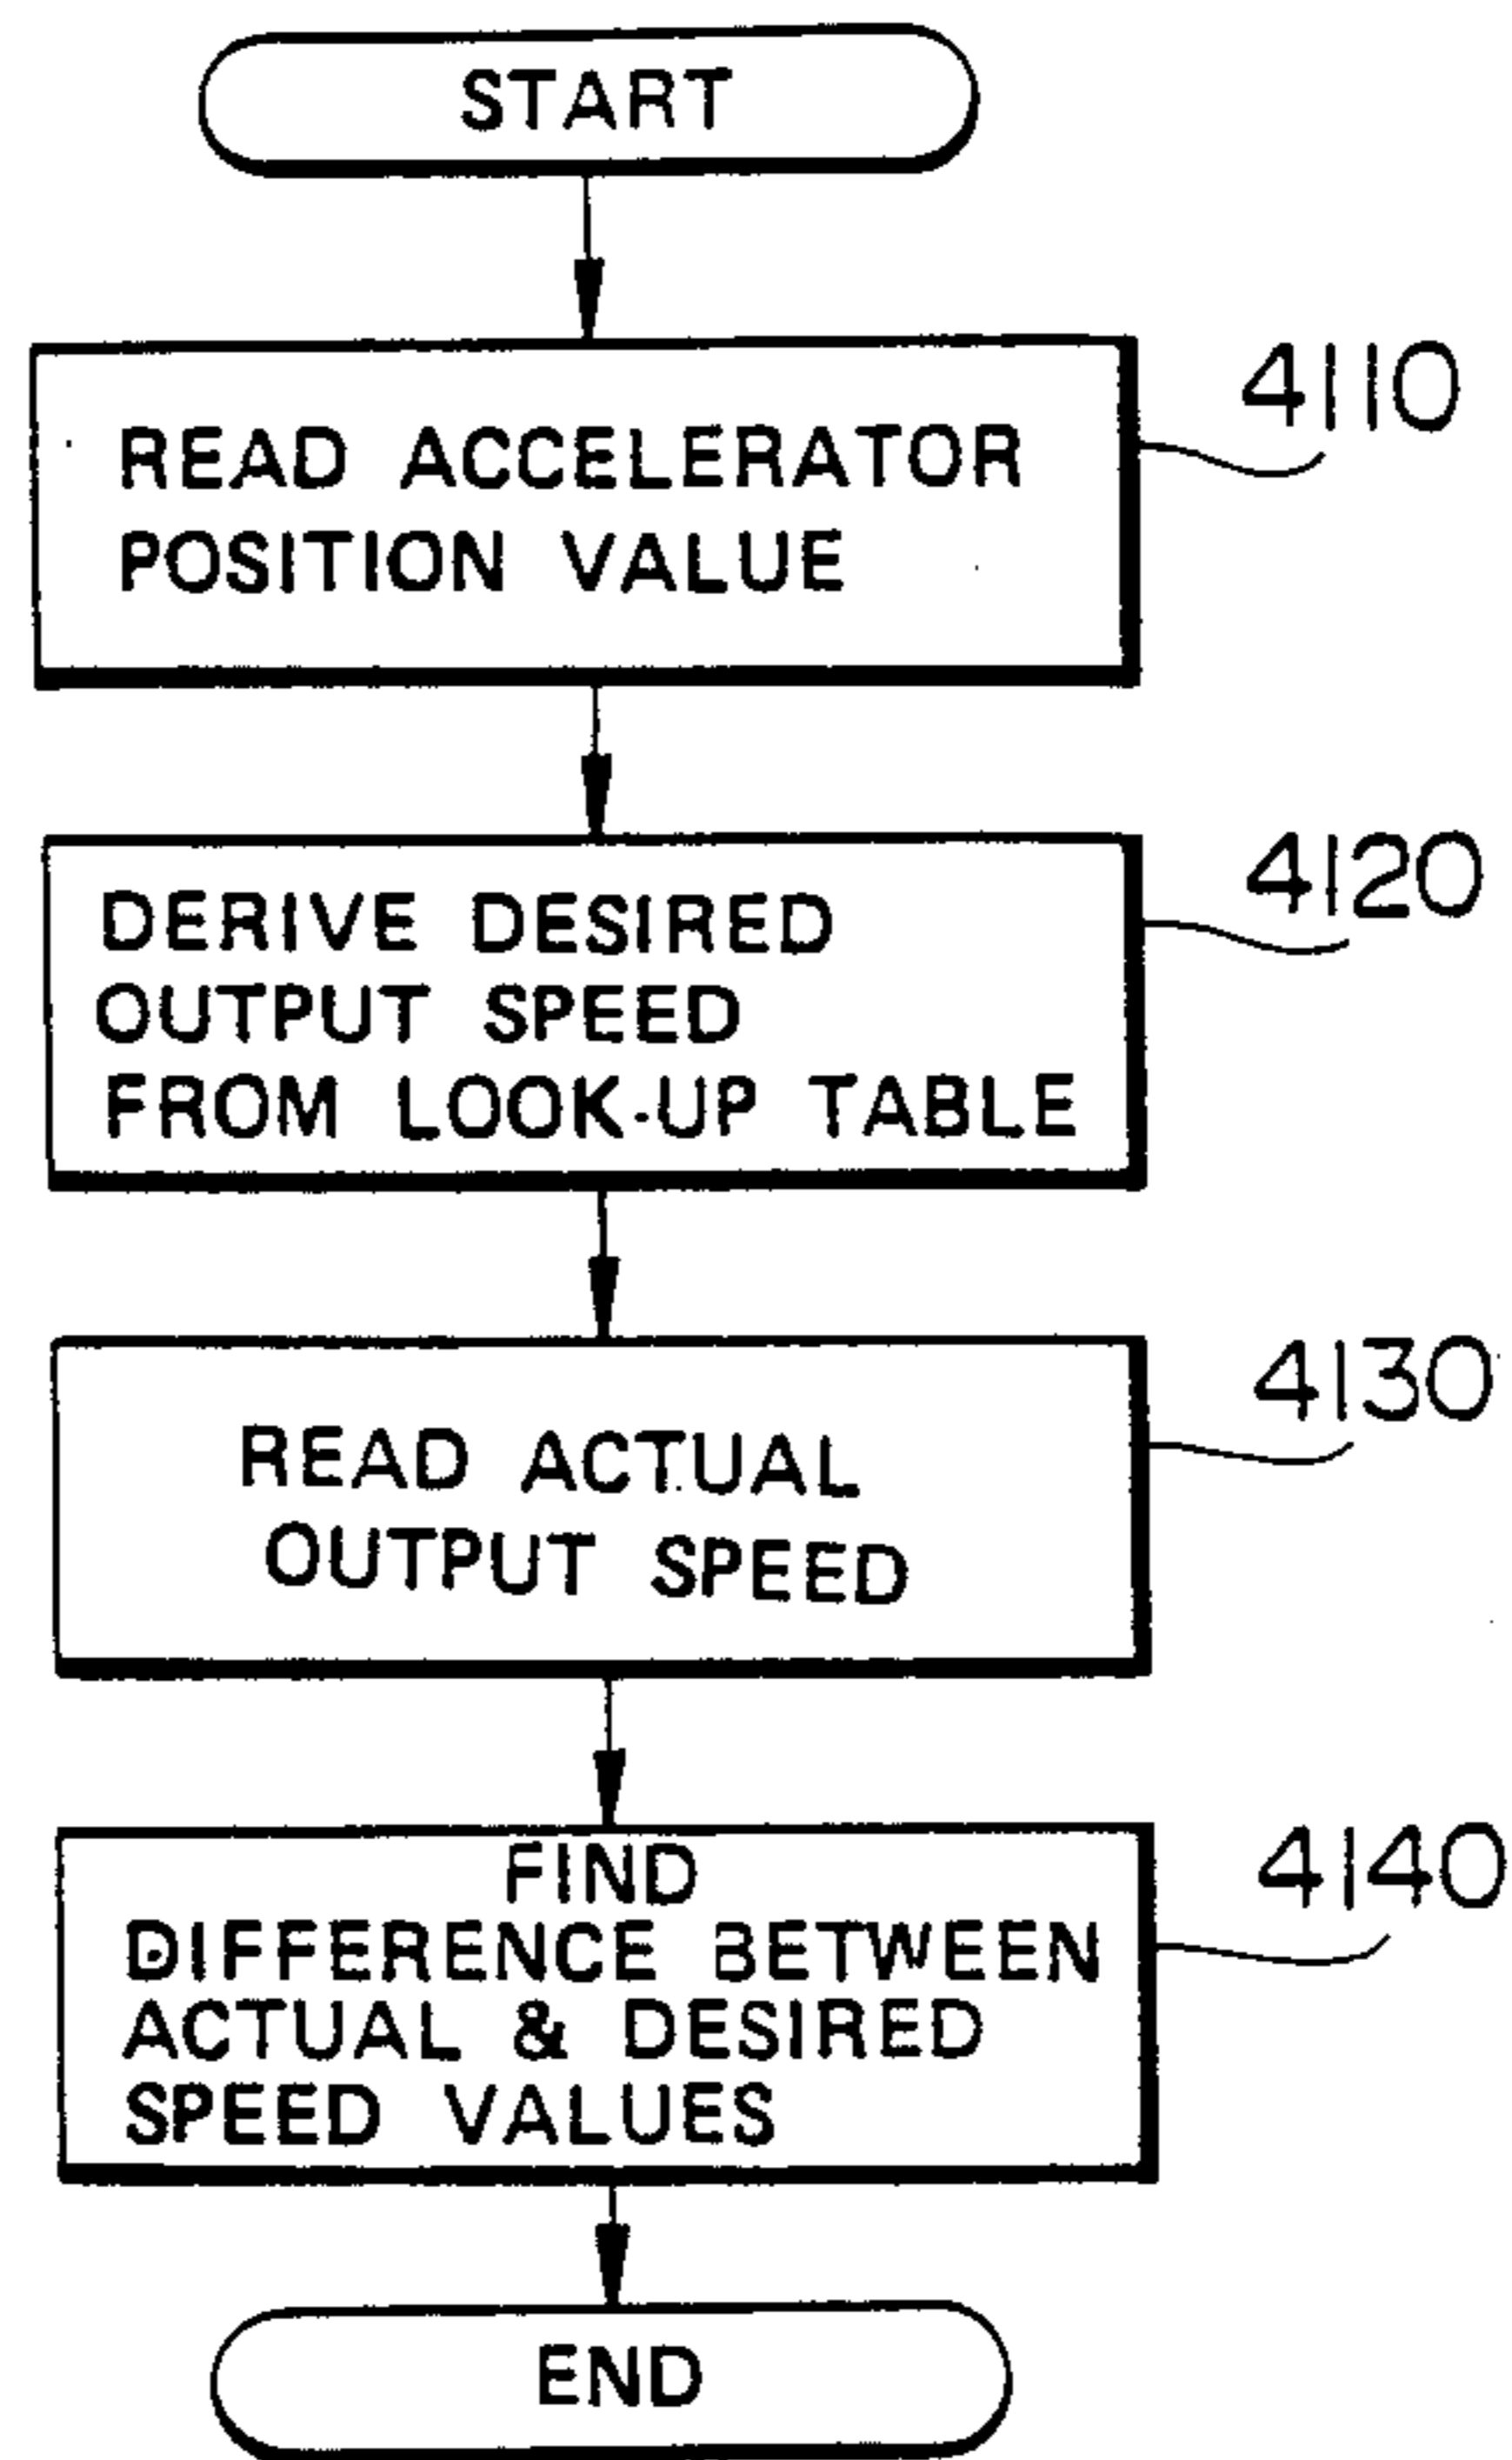 START
READ ACCELERATOR
POSITION VALUE
4110
DERIVE DESIRED
OUTPUT SPEED
FROM LOOK-UP TABLE
4120
READ ACTUAL
OUTPUT SPEED
4130
FIND
DIFFERENCE BETWEEN
ACTUAL & DESIRED
SPEED VALUES
4140
END